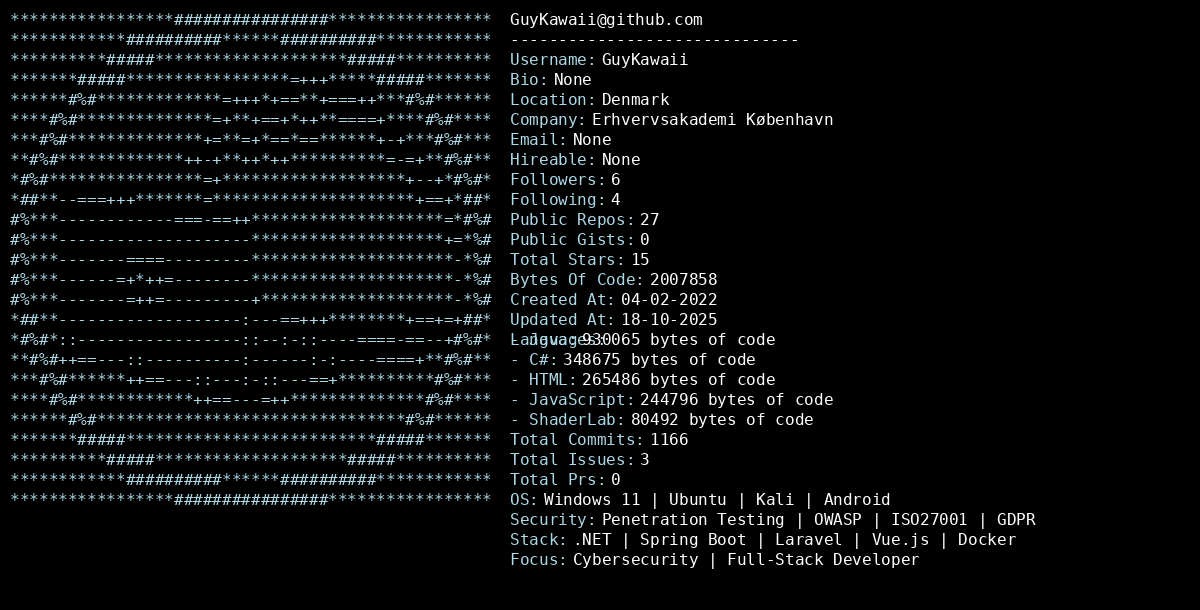 GuyKawaii@github.com
------------------------------
Username: GuyKawaii
Bio: None
Location: Denmark
Company: Erhvervsakademi København
Email: None
Hireable: None
Followers: 6
Following: 4
Public Repos: 27
Public Gists: 0
Total Stars: 15
Bytes Of Code: 2007858
Created At: 04-02-2022
Updated At: 18-10-2025
Languages:
- Java: 930065 bytes of code
- C#: 348675 bytes of code
- HTML: 265486 bytes of code
- JavaScript: 244796 bytes of code
- ShaderLab: 80492 bytes of code
Total Commits: 1166
Total Issues: 3
Total Prs: 0
OS: Windows 11 | Ubuntu | Kali | Android
Security: Penetration Testing | OWASP | ISO27001 | GDPR
Stack: .NET | Spring Boot | Laravel | Vue.js | Docker
Focus: Cybersecurity | Full-Stack Developer